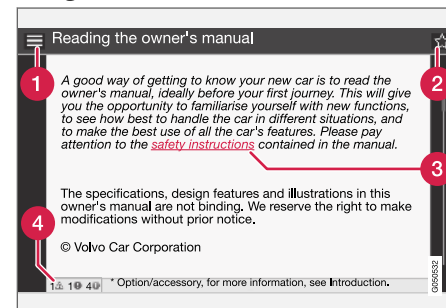 Reading the owner's manual
1
2
A good way of getting to know your new car is to read the
owner's manual, ideally before your first journey. This will give
you the opportunity to familiarise yourself with new functions,
to see how best to handle the car in different situations, and
to make the best use of all the car's features. Please pay
attention to the safety instructions contained in the manual.
3
The specifications, design features and illustrations in this
owner's manual are not binding. We reserve the right to make
modifications without prior notice.
4
© Volvo Car Corporation
1 1 4 * Option/accessory, for more information, see Introduction.
G050532